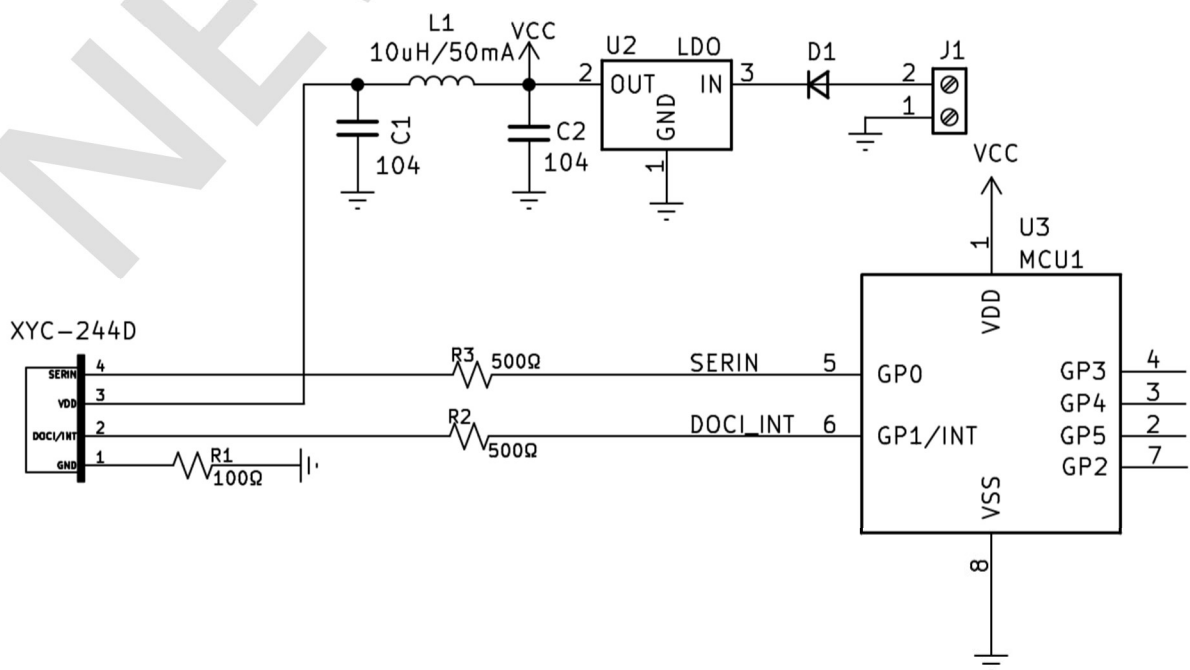 L1
10uH/50mA
VCC
U2 LDO
D1
J1
2
OUT
IN
3
2
GND
1
1
C1
104
C2
104
VCC
1
U3
MCU1
VDD
XYC-244D
SERIN
4
R3 500Ω
SERIN
5
GP0
GP3
4
VDD
3
GP4
3
DOCI/INT
2
R2
500Ω
DOCI_INT
6
GP1/INT
GP5
2
GND
1
R1
100Ω
GP2
7
VSS
8